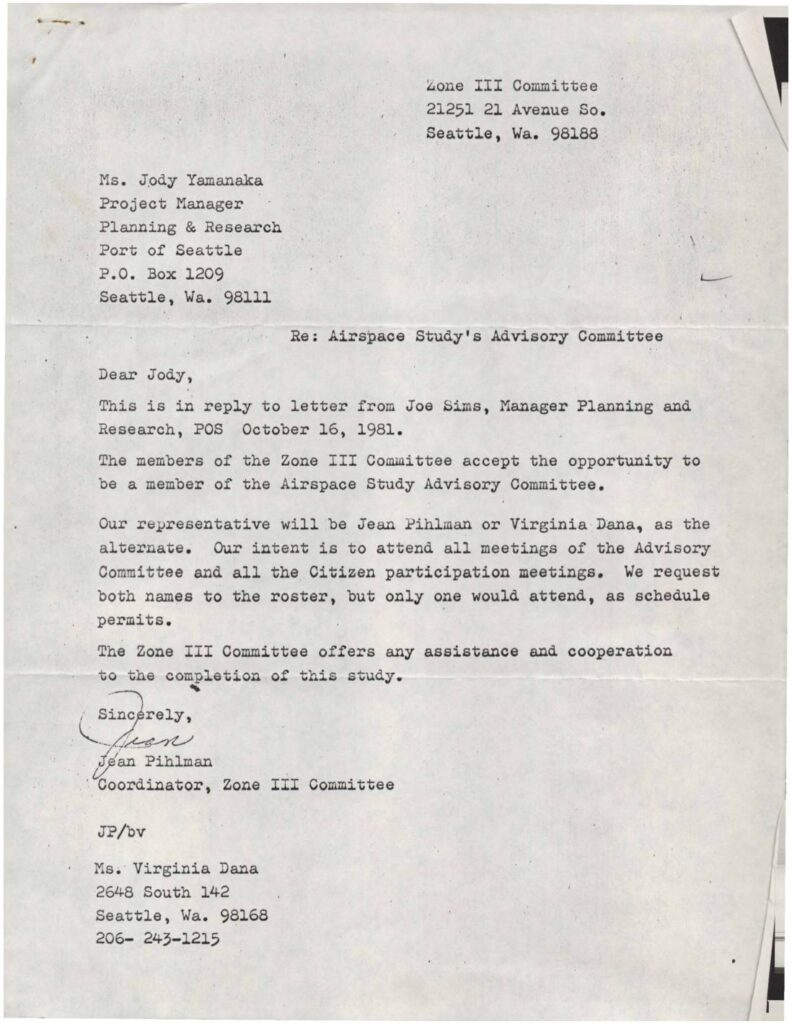 Zone III Committee
21251 21 Avenue So.
Seattle, Wa. 98188
Ms. Jody Yamanaka
Project Manager
Planning & Research
Port of Seattle
P.O. Box 1209
Seattle, Wa. 98111
Re: Airspace Study's Advisory Committee
Dear Jody,
This is in reply to letter from Joe Sims, Manager Planning and
Research, POS October 16, 1981.
The members of the Zone III Committee accept the opportunity to
be a member of the Airspace Study Advisory Committee.
Our representative will be Jean Pihlman or Virginia Dana, as the
alternate. Our intent is to attend all meetings of the Advisory
Committee and all the Citizen participation meetings. We request
both names to the roster, but only one would attend, as schedule
permits.
The Zone III Committee offers any assistance and cooperation
to the completion of this study.
Sincerely,
Jean
Jean Pihlman
Coordinator, Zone III Committee
JP/bv
Ms. Virginia Dana
2648 South 142
Seattle, Wa. 98168
206- 243-1215